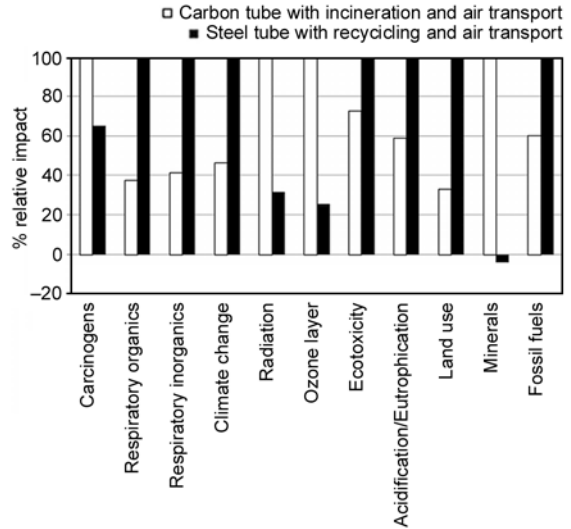 Carbon tube with incineration and air transport
Steel tube with recycicling and air transport
% relative impact
100
80
60
40
20
0
–20
Carcinogens
Respiratory organics
Respiratory inorganics
Climate change
Radiation
Ozone layer
Ecotoxicity
Acidification/Eutrophication
Land use
Minerals
Fossil fuels